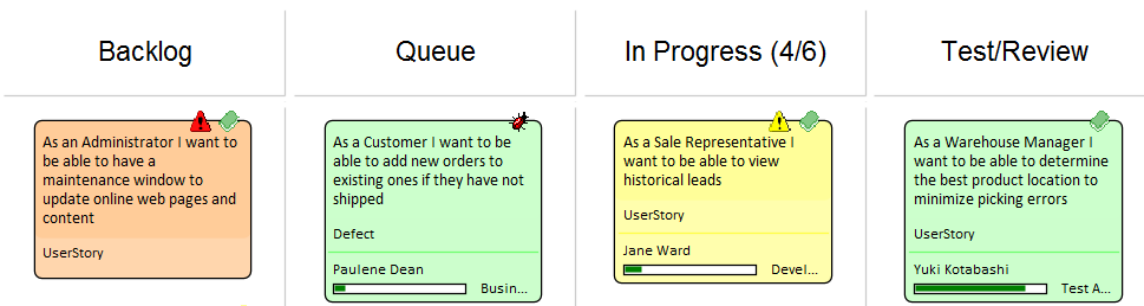 Backlog
Queue
In Progress (4/6)
Test/Review
As an Administrator I want to
be able to have a
maintenance window to
update online web pages and
content
UserStory
As a Customer I want to be
able to add new orders to
existing ones if they have not
shipped
Defect
Paulene Dean
Busin...
As a Sale Representative I
want to be able to view
historical leads
UserStory
Jane Ward
Devel...
As a Warehouse Manager I
want to be able to determine
the best product location to
minimize picking errors
UserStory
Yuki Kotabashi
Test A...